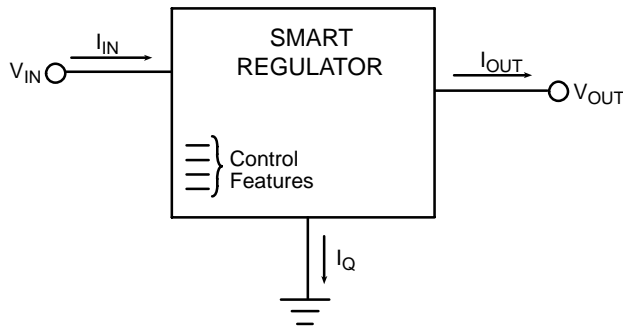 SMART
REGULATOR
I_IN
V_IN
I_OUT
V_OUT
Control
Features
I_Q